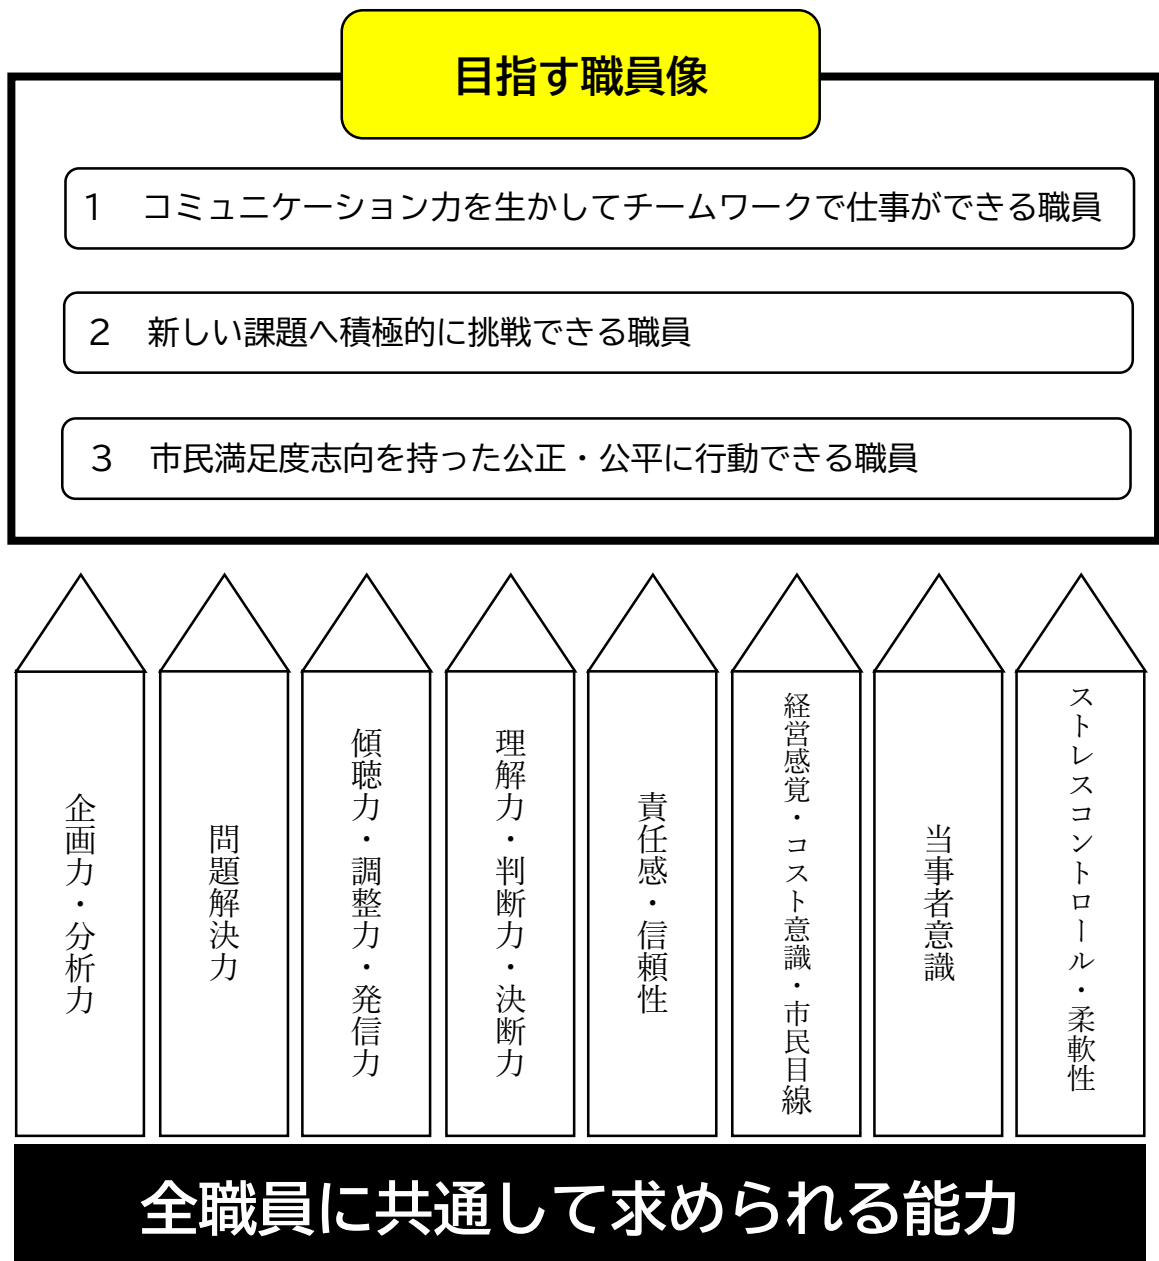 目指す職員像
1　コミュニケーション力を生かしてチームワークで仕事ができる職員
2　新しい課題へ積極的に挑戦できる職員
3　市民満足度志向を持った公正・公平に行動できる職員
企画力・分析力
問題解決力
傾聴力・調整力・発信力
理解力・判断力・決断力
責任感・信頼性
経営感覚・コスト意識・市民目線
当事者意識
ストレスコントロール・柔軟性
全職員に共通して求められる能力